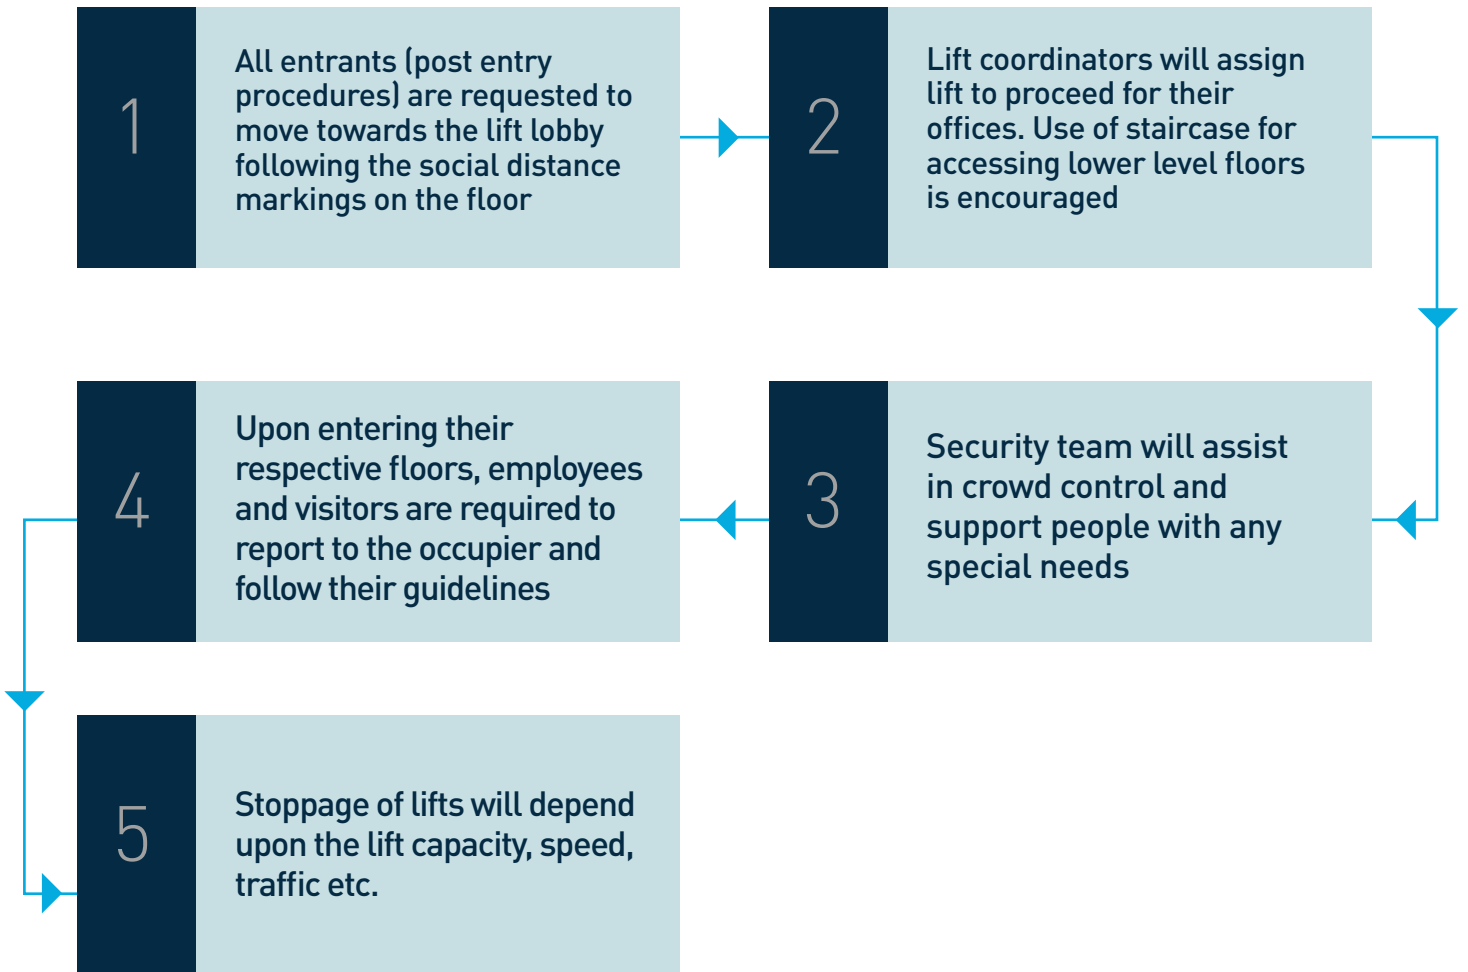 1
All entrants (post entry
procedures) are requested to
move towards the lift lobby
following the social distance
markings on the floor
2
Lift coordinators will assign
lift to proceed for their
offices. Use of staircase for
accessing lower level floors
is encouraged
3
Security team will assist
in crowd control and
support people with any
special needs
4
Upon entering their
respective floors, employees
and visitors are required to
report to the occupier and
follow their guidelines
5
Stoppage of lifts will depend
upon the lift capacity, speed,
traffic etc.